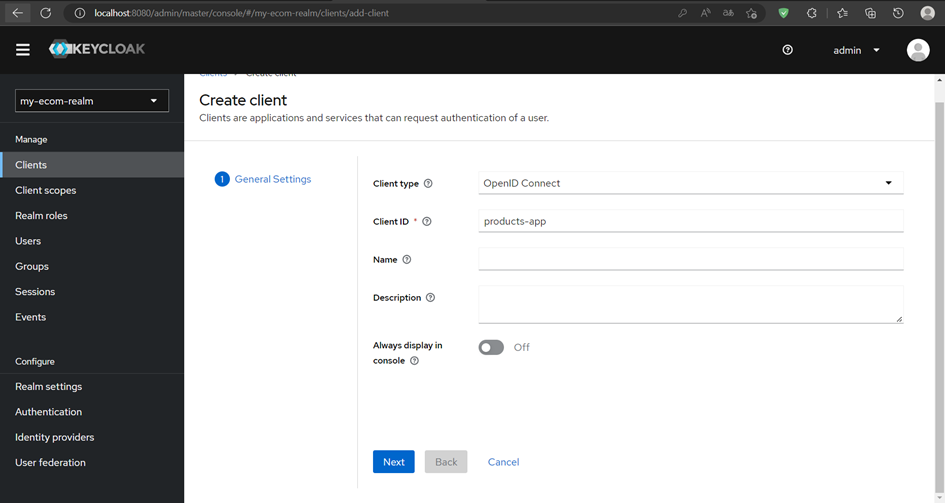 localhost:8080/admin/master/console/#/my-ecom-realm/clients/add-client
KEYCLOAK
admin
my-ecom-realm
Manage
Clients
Client scopes
Realm roles
Users
Groups
Sessions
Events
Configure
Realm settings
Authentication
Identity providers
User federation
Clients > Create client
Create client
Clients are applications and services that can request authentication of a user.
1 General Settings
Client type
OpenID Connect
Client ID *
products-app
Name
Description
Always display in
console
Off
Next
Back
Cancel